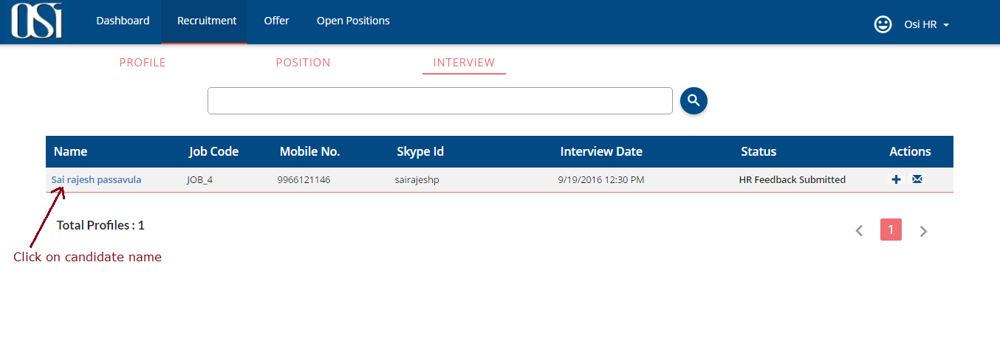 OSi Dashboard Recruitment Offer Open Positions Osi HR
PROFILE POSITION INTERVIEW
Name Job Code Mobile No. Skype Id Interview Date Status Actions
Sai rajesh passavula JOB_4 9966121146 sairajeshp 9/19/2016 12:30 PM HR Feedback Submitted
Total Profiles : 1
1
Click on candidate name